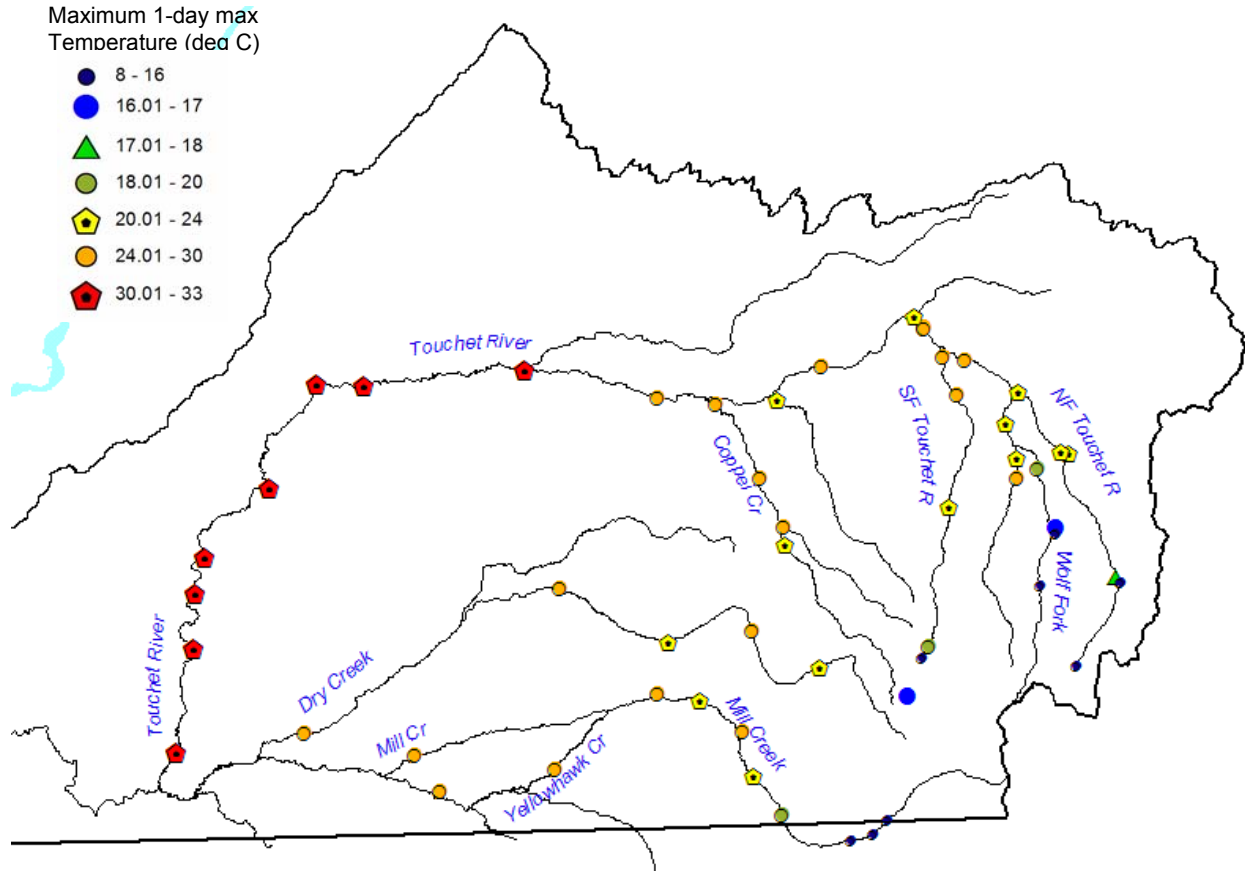 Maximum 1-day max
Temperature (deg C)
8 - 16
16.01 - 17
17.01 - 18
18.01 - 20
20.01 - 24
24.01 - 30
30.01 - 33
Touchet River
Coppei Cr
SF Touchet R
NF Touchet R
Wolf Fork
Touchet River
Dry Creek
Mill Cr
Yellowhawk Cr
Mill Creek